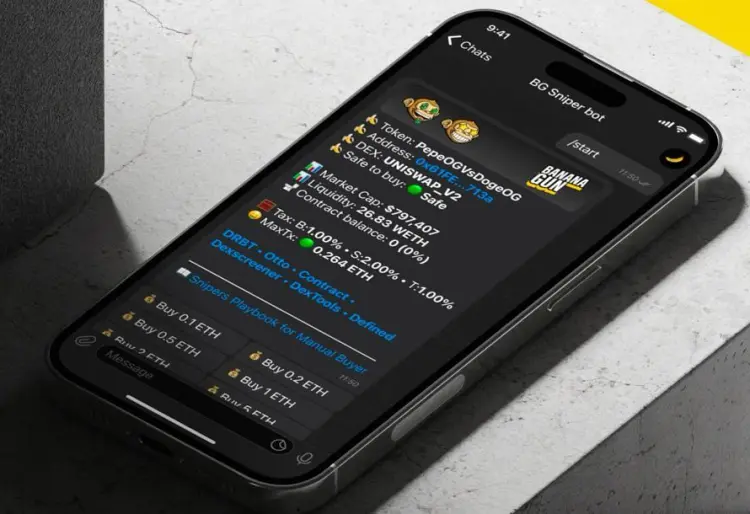 9:41
Chats
BG Sniper bot
/start
11:50
BANANA GUN
Token: PepeOGVsDogeOG
Address: 0x61FE...713a
DEX: UNISWAP_V2
Safe to buy: Safe
Market Cap: $797,407
Liquidity: 26.83 WETH
Contract balance: 0 (0%)
Tax: B:1.00% • S:2.00% • T:1.00%
MaxTx: 0.264 ETH
DRBT • Otto • Contract •
Dexscreener • DexTools • Defined
Snipers Playbook for Manual Buyer
11:50
Buy 0.1 ETH
Buy 0.2 ETH
Buy 0.5 ETH
Buy 1 ETH
Buy 2 ETH
Buy 5 ETH
Message